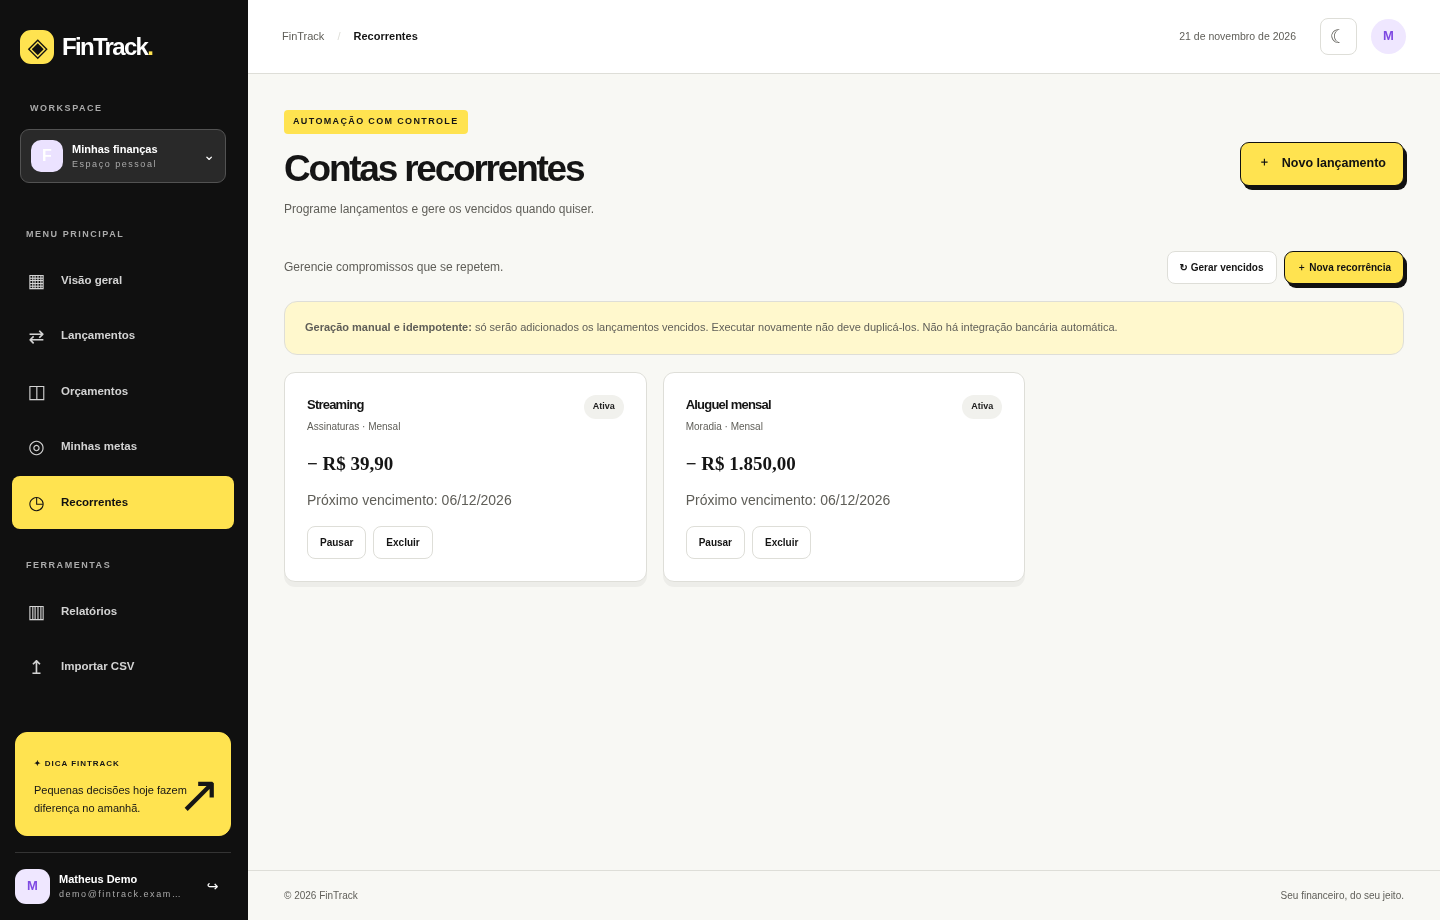 FinTrack.
WORKSPACE
F
Minhas finanças
Espaço pessoal
MENU PRINCIPAL
Visão geral
Lançamentos
Orçamentos
Minhas metas
Recorrentes
FERRAMENTAS
Relatórios
Importar CSV
✦ DICA FINTRACK
Pequenas decisões hoje fazem
diferença no amanhã.
↗
M
Matheus Demo
demo@fintrack.exam…
FinTrack / Recorrentes
21 de novembro de 2026
M
AUTOMAÇÃO COM CONTROLE
Contas recorrentes
Programe lançamentos e gere os vencidos quando quiser.
+ Novo lançamento
Gerencie compromissos que se repetem.
↻ Gerar vencidos
+ Nova recorrência
Geração manual e idempotente: só serão adicionados os lançamentos vencidos. Executar novamente não deve duplicá-los. Não há integração bancária automática.
Streaming
Ativa
Assinaturas · Mensal
− R$ 39,90
Próximo vencimento: 06/12/2026
Pausar
Excluir
Aluguel mensal
Ativa
Moradia · Mensal
− R$ 1.850,00
Próximo vencimento: 06/12/2026
Pausar
Excluir
© 2026 FinTrack
Seu financeiro, do seu jeito.